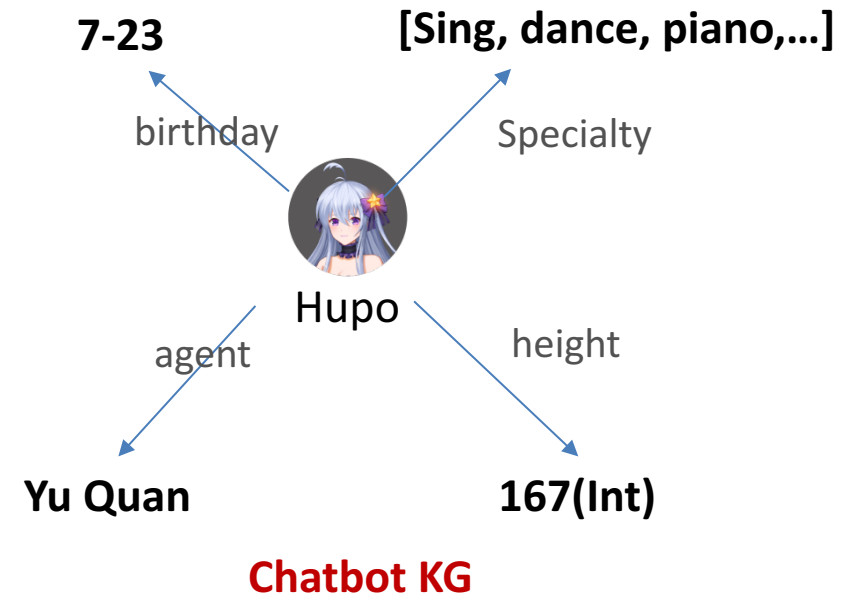 7-23
[Sing, dance, piano,...]
birthday
Specialty
Hupo
agent
height
Yu Quan
167(Int)
Chatbot KG